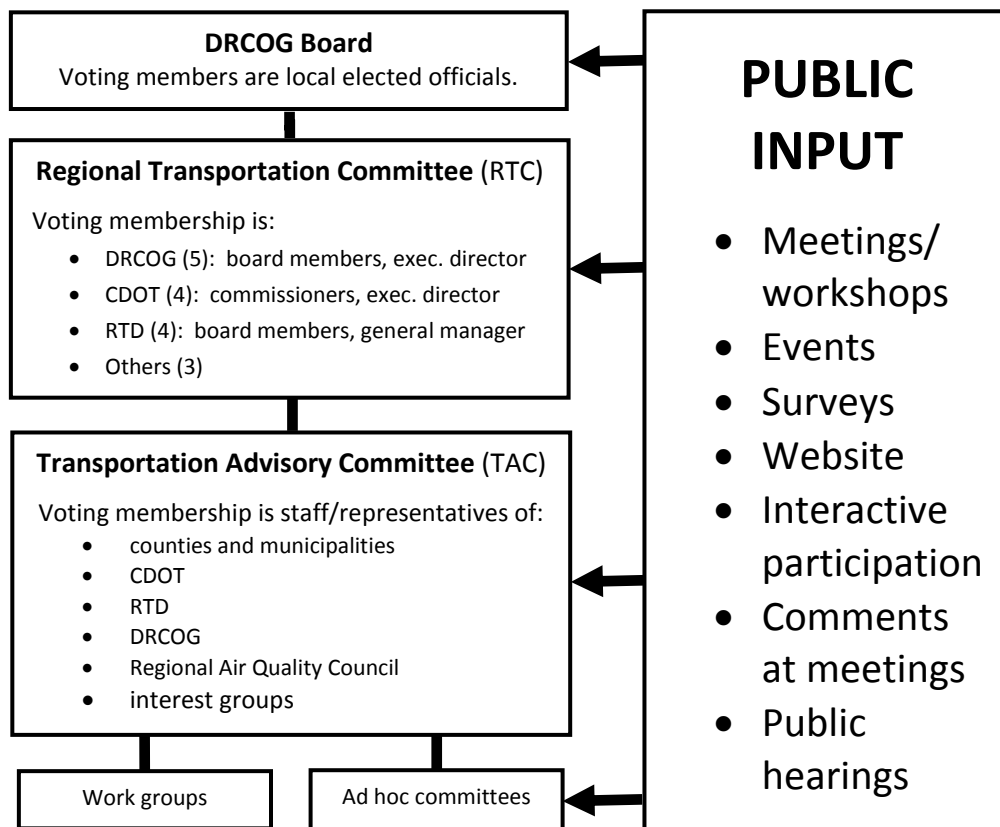 DRCOG Board
Voting members are local elected officials.
Regional Transportation Committee (RTC)
Voting membership is:
• DRCOG (5): board members, exec. director
• CDOT (4): commissioners, exec. director
• RTD (4): board members, general manager
• Others (3)
Transportation Advisory Committee (TAC)
Voting membership is staff/representatives of:
• counties and municipalities
• CDOT
• RTD
• DRCOG
• Regional Air Quality Council
• interest groups
Work groups
Ad hoc committees
PUBLIC
INPUT
• Meetings/
workshops
• Events
• Surveys
• Website
• Interactive
participation
• Comments
at meetings
• Public
hearings